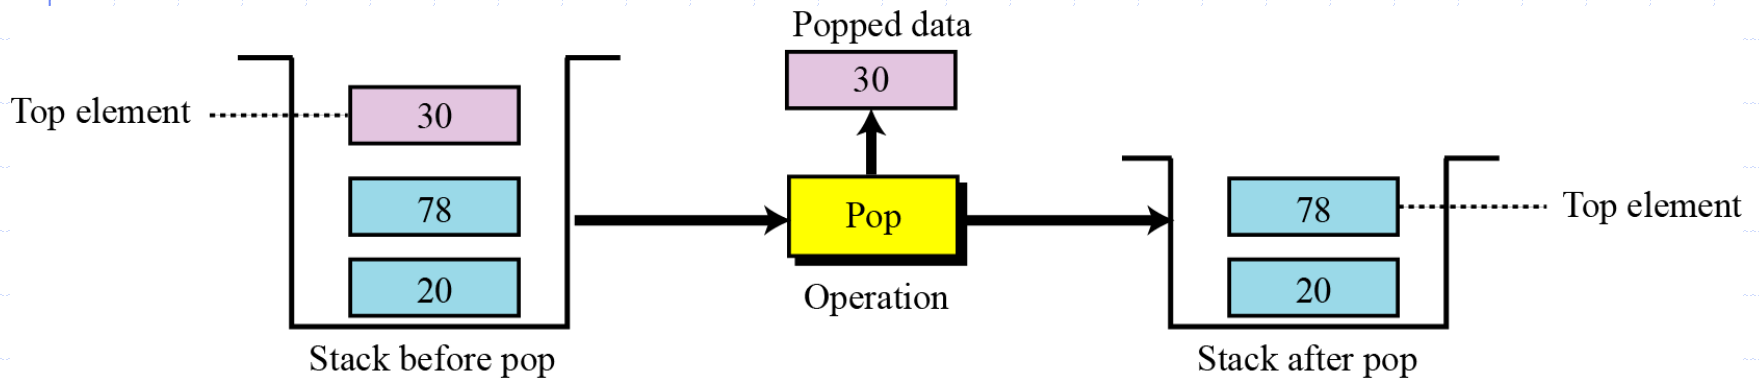 Popped data
30
Top element
30
78
20
Stack before pop
Pop
Operation
78
Top element
20
Stack after pop